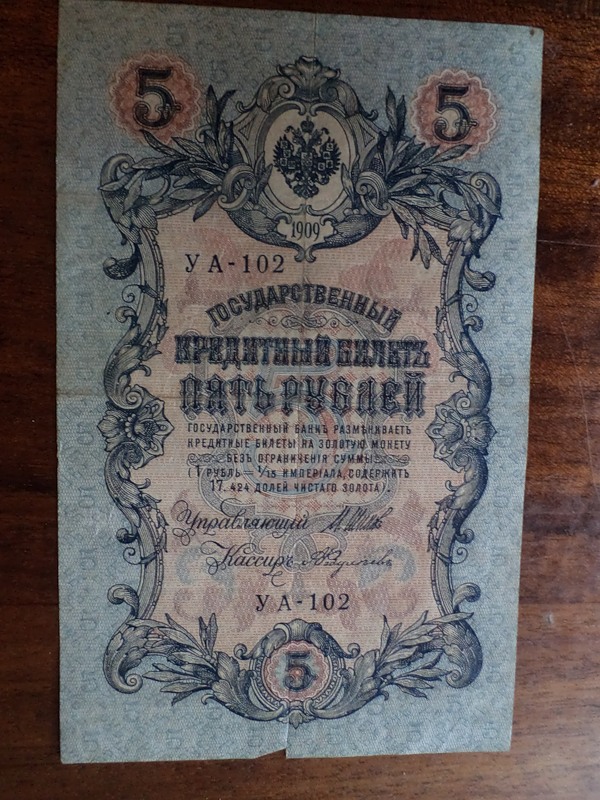 5 5
1909
УА-102
ГОСУДАРСТВЕННЫЙ
КРЕДИТНЫЙ БИЛЕТЪ
ПЯТЬ РУБЛЕЙ
ГОСУДАРСТВЕННЫЙ БАНКЪ РАЗМѢНИВАЕТЪ
КРЕДИТНЫЕ БИЛЕТЫ НА ЗОЛОТУЮ МОНЕТУ
БЕЗЪ ОГРАНИЧЕНІЯ СУММЫ
(1 РУБЛЬ = 1/15 ИМПЕРІАЛА, СОДЕРЖИТЪ
17,424 ДОЛЕЙ ЧИСТАГО ЗОЛОТА).
Управляющій
Кассиръ
УА-102
5